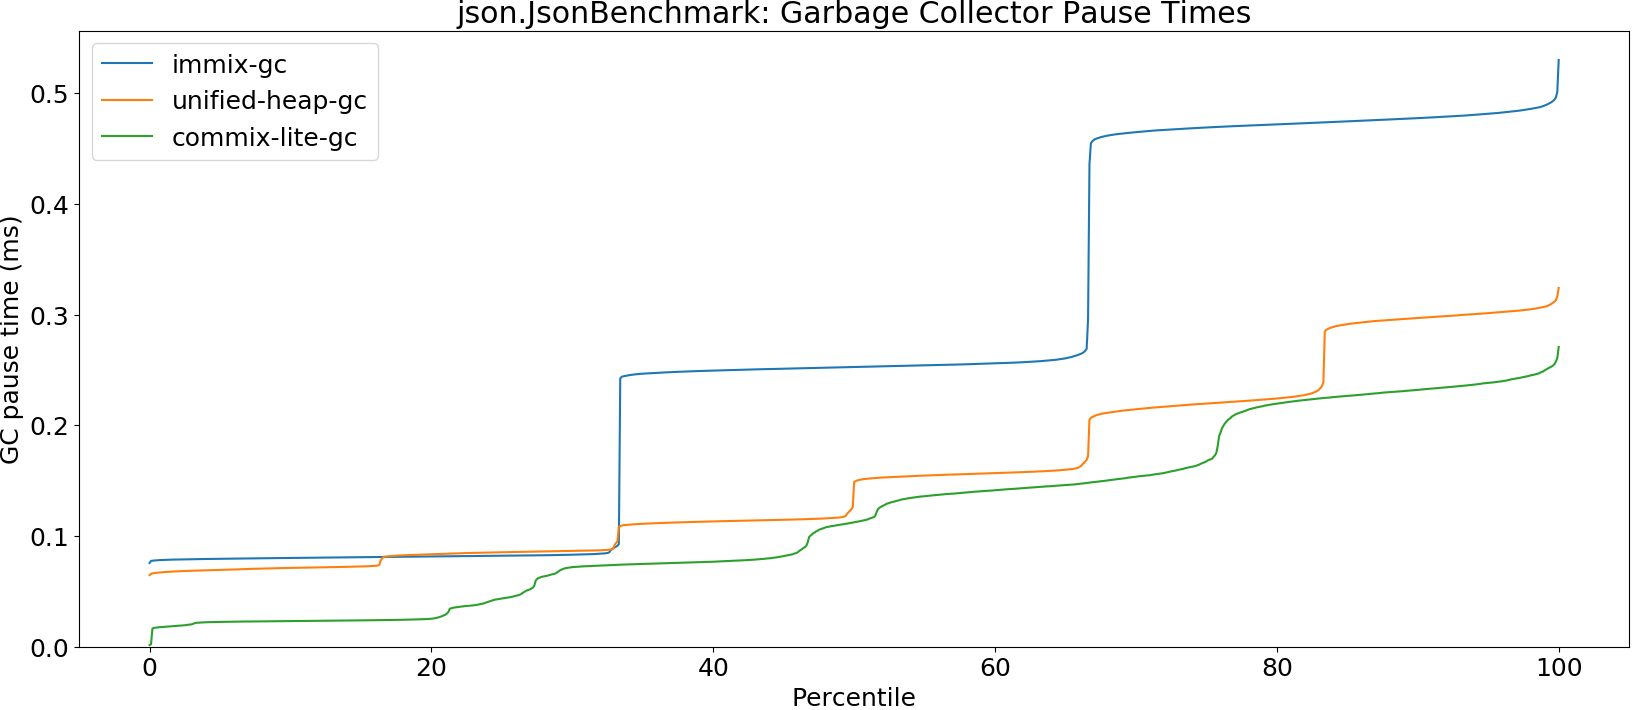 json.JsonBenchmark: Garbage Collector Pause Times
immix-gc
unified-heap-gc
commix-lite-gc
GC pause time (ms)
0.5
0.4
0.3
0.2
0.1
0.0
0 20 40 60 80 100
Percentile